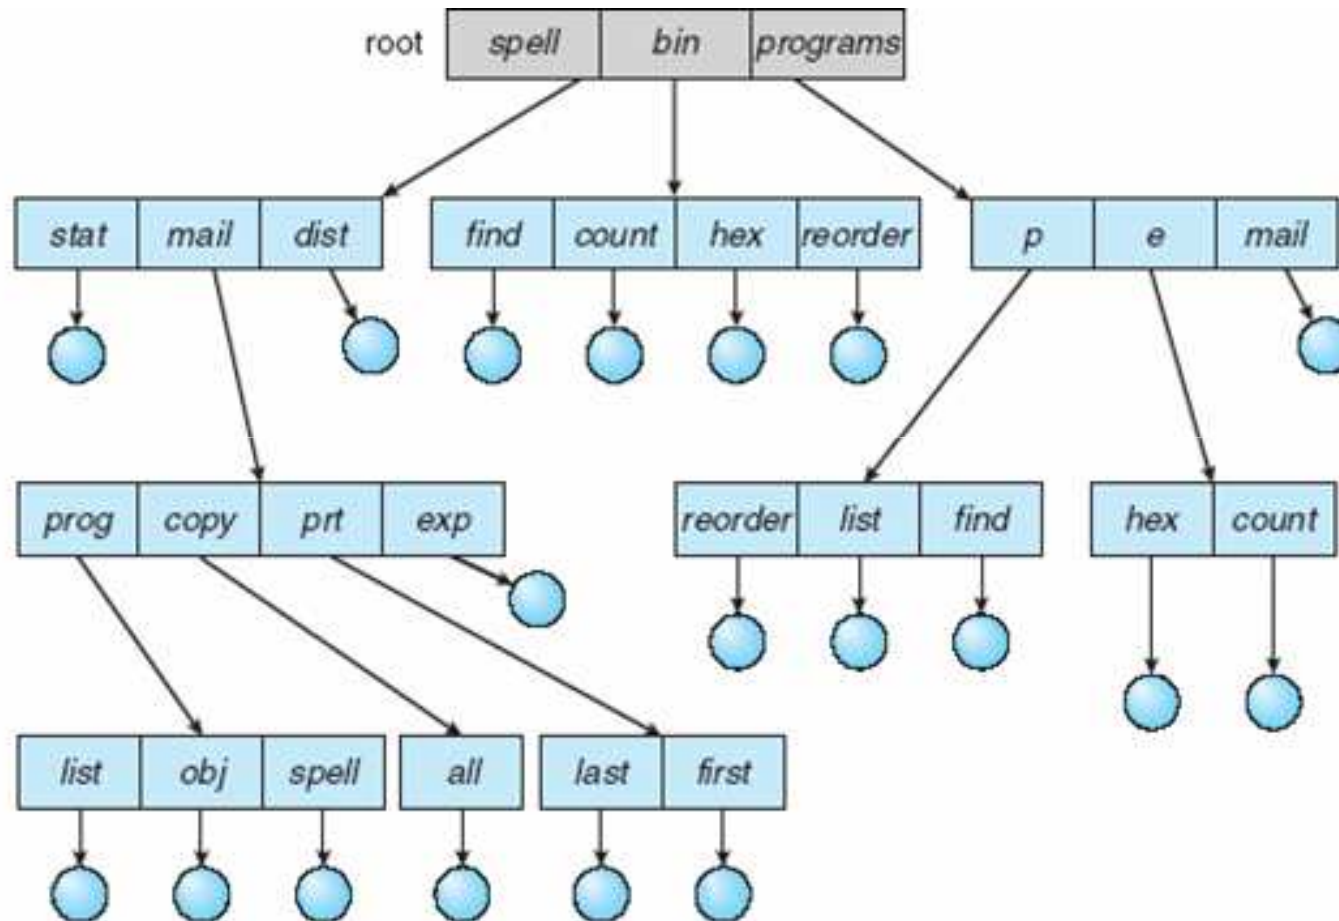 root spell bin programs
stat mail dist find count hex reorder p e mail
prog copy prt exp reorder list find hex count
list obj spell all last first